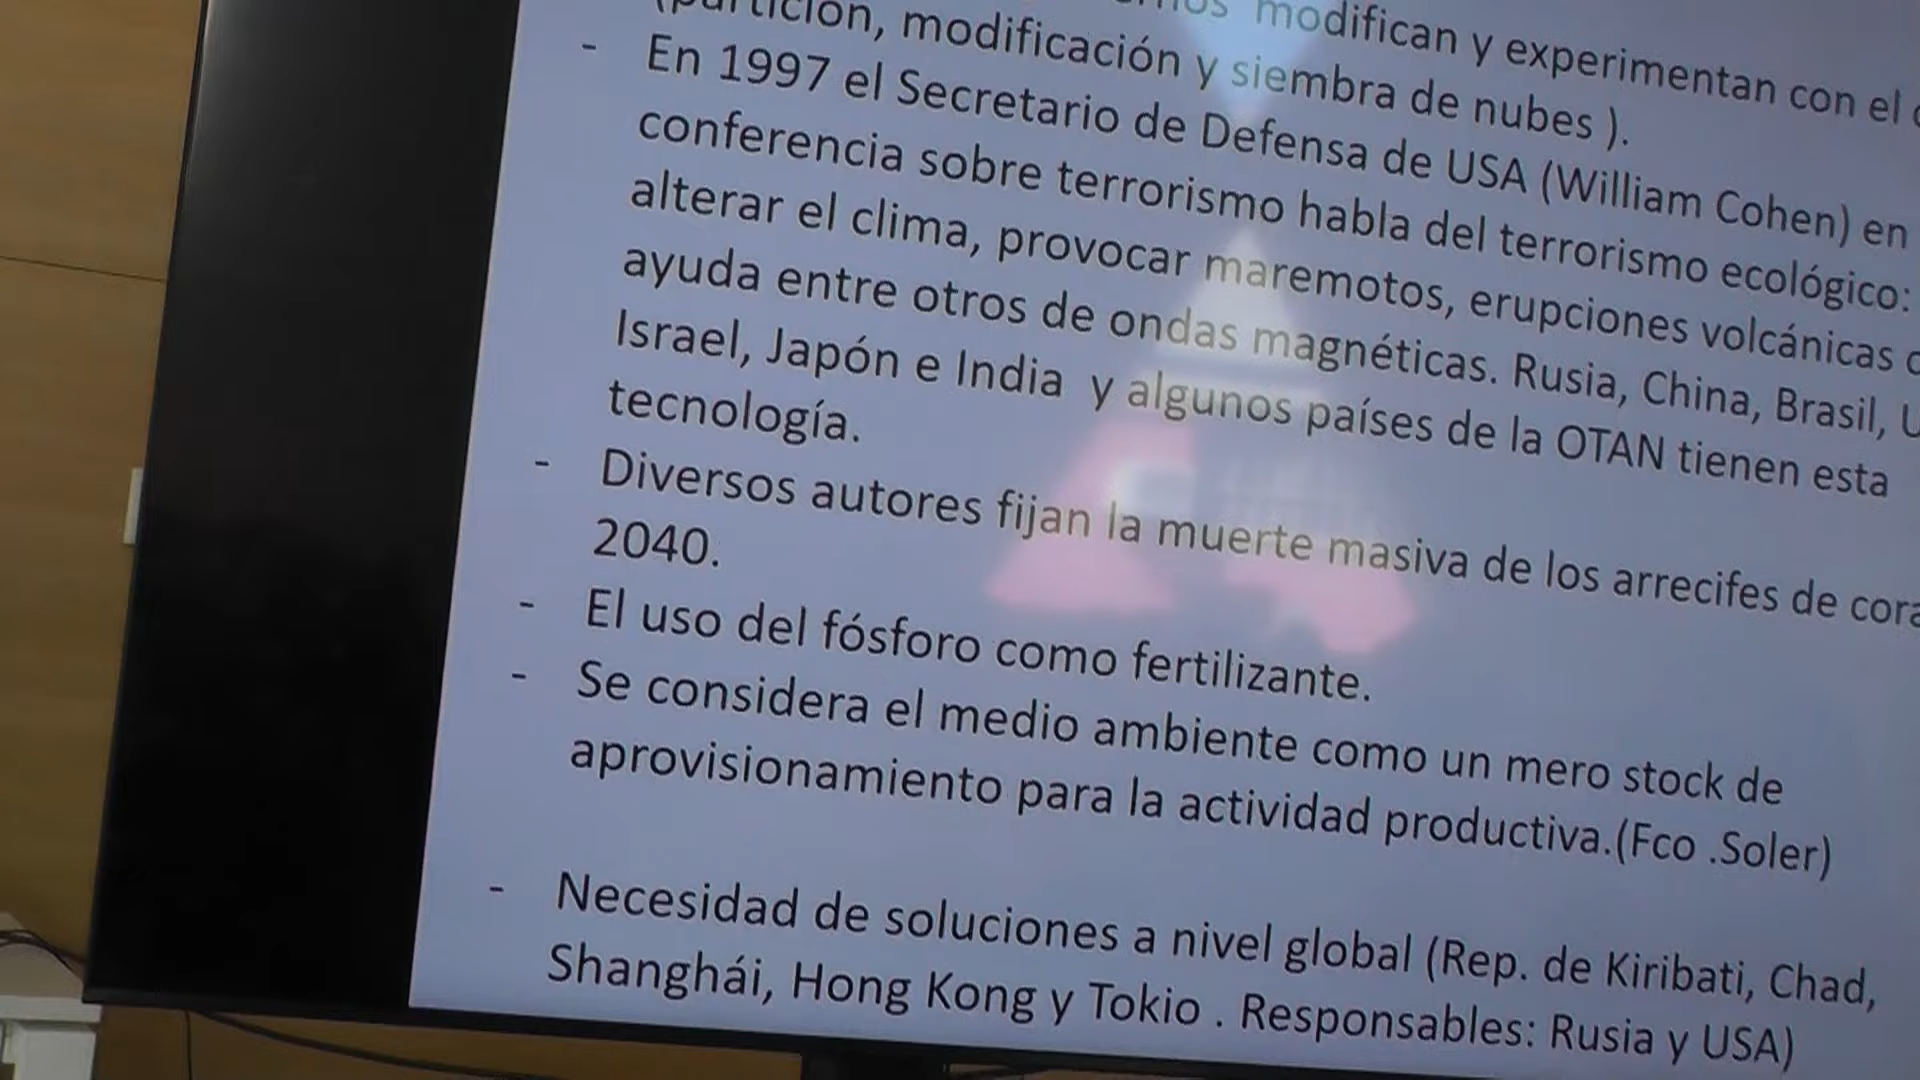 modifican y experimentan con el
(partición, modificación y siembra de nubes ).
- En 1997 el Secretario de Defensa de USA (William Cohen) en
conferencia sobre terrorismo habla del terrorismo ecológico:
alterar el clima, provocar maremotos, erupciones volcánicas
ayuda entre otros de ondas magnéticas. Rusia, China, Brasil,
Israel, Japón e India y algunos países de la OTAN tienen esta
tecnología.
- Diversos autores fijan la muerte masiva de los arrecifes de
2040.
- El uso del fósforo como fertilizante.
- Se considera el medio ambiente como un mero stock de
aprovisionamiento para la actividad productiva.(Fco .Soler)
- Necesidad de soluciones a nivel global (Rep. de Kiribati, Chad,
Shanghái, Hong Kong y Tokio . Responsables: Rusia y USA)